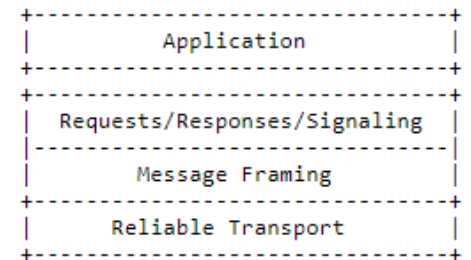 Application
Requests/Responses/Signaling
Message Framing
Reliable Transport